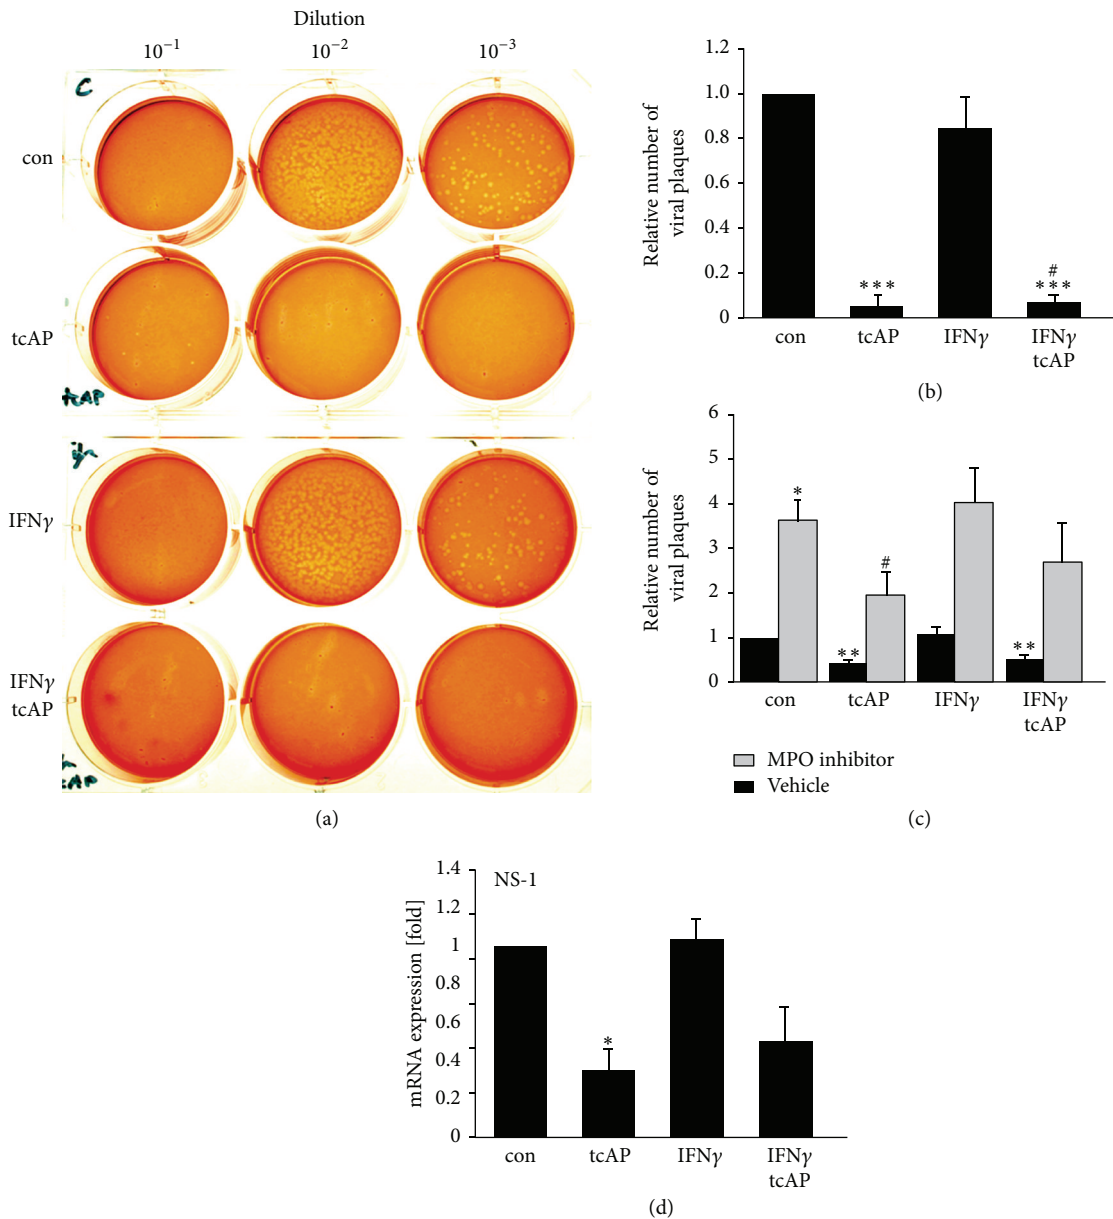 Dilution
10⁻¹ 10⁻² 10⁻³
C
con
tcAP
tcAP
IFNγ
IFNγ
tcAP
(a)
1.2
1.0
0.8
0.6
0.4
0.2
0
Relative number of
viral plaques
***
#
***
con tcAP IFNγ IFNγ
tcAP
(b)
6
5
4
3
2
1
0
Relative number of
viral plaques
*
**
#
**
con tcAP IFNγ IFNγ
tcAP
MPO inhibitor
Vehicle
(c)
1.4
1.2
1
0.8
0.6
0.4
0.2
0
mRNA expression [fold]
NS-1
*
con tcAP IFNγ IFNγ
tcAP
(d)